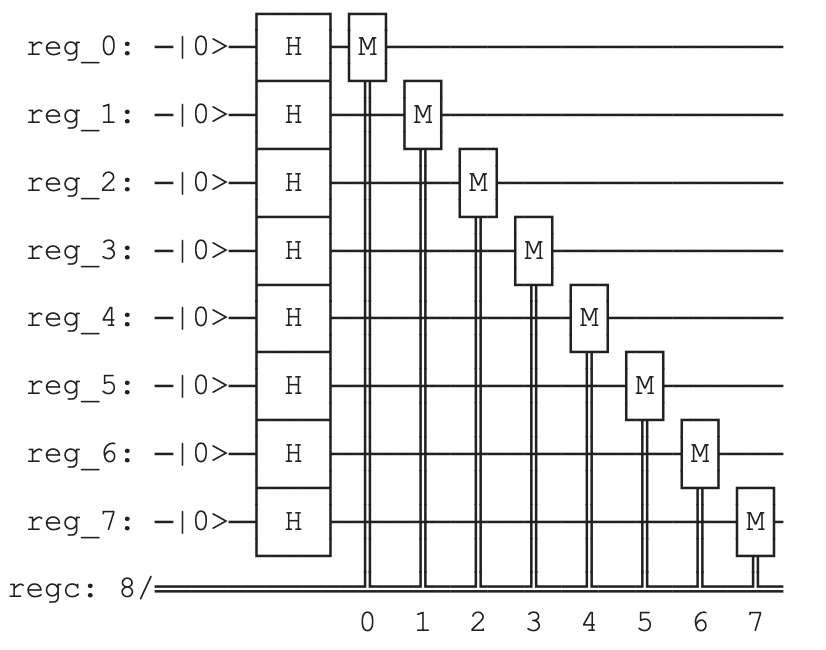 reg_0: |0> H M
reg_1: |0> H M
reg_2: |0> H M
reg_3: |0> H M
reg_4: |0> H M
reg_5: |0> H M
reg_6: |0> H M
reg_7: |0> H M
regc: 8/
0 1 2 3 4 5 6 7